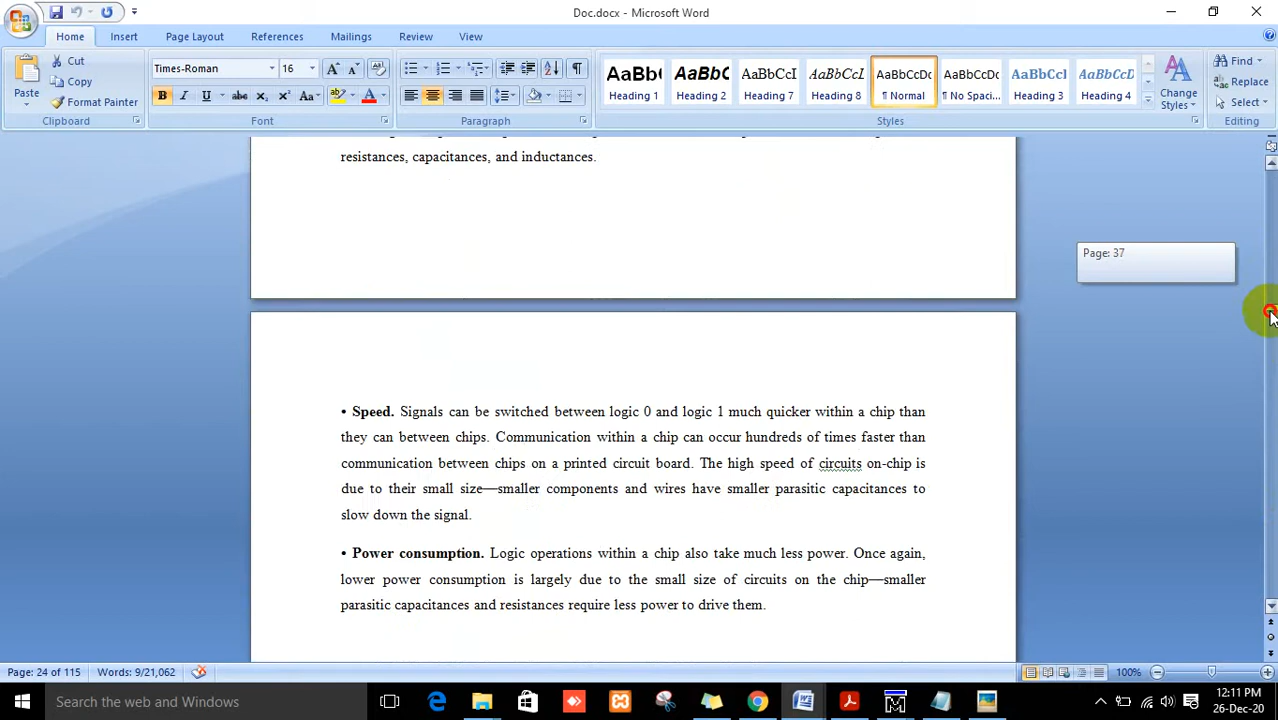 Doc.docx - Microsoft Word
Home Insert Page Layout References Mailings Review View
Paste
Cut
Copy
Format Painter
Clipboard
Times-Roman 16
B I U abc x₂ x² Aa
Font
Paragraph
AaBbCcI AaBbC AaBbCcI AaBbCcL AaBbCcDc AaBbCcDc AaBbCcI AaBbCcD
Heading 1 Heading 2 Heading 7 Heading 8 ¶ Normal ¶ No Spaci... Heading 3 Heading 4
Change Styles
Styles
Find
Replace
Select
Editing
resistances, capacitances, and inductances.
Page: 37
• Speed. Signals can be switched between logic 0 and logic 1 much quicker within a chip than
they can between chips. Communication within a chip can occur hundreds of times faster than
communication between chips on a printed circuit board. The high speed of circuits on-chip is
due to their small size—smaller components and wires have smaller parasitic capacitances to
slow down the signal.
• Power consumption. Logic operations within a chip also take much less power. Once again,
lower power consumption is largely due to the small size of circuits on the chip—smaller
parasitic capacitances and resistances require less power to drive them.
Page: 24 of 115 Words: 9/21,062 100%
Search the web and Windows
12:11 PM
26-Dec-20